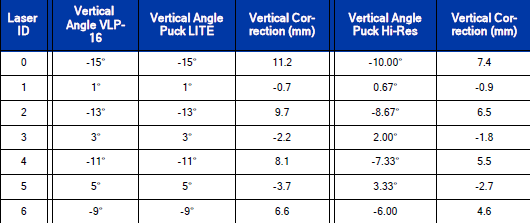 Laser ID | Vertical Angle VLP-16 | Vertical Angle Puck LITE | Vertical Cor-rection (mm) | Vertical Angle Puck Hi-Res | Vertical Cor-rection (mm)
0 | -15° | -15° | 11.2 | -10.00° | 7.4
1 | 1° | 1° | -0.7 | 0.67° | -0.9
2 | -13° | -13° | 9.7 | -8.67° | 6.5
3 | 3° | 3° | -2.2 | 2.00° | -1.8
4 | -11° | -11° | 8.1 | -7.33° | 5.5
5 | 5° | 5° | -3.7 | 3.33° | -2.7
6 | -9° | -9° | 6.6 | -6.00 | 4.6